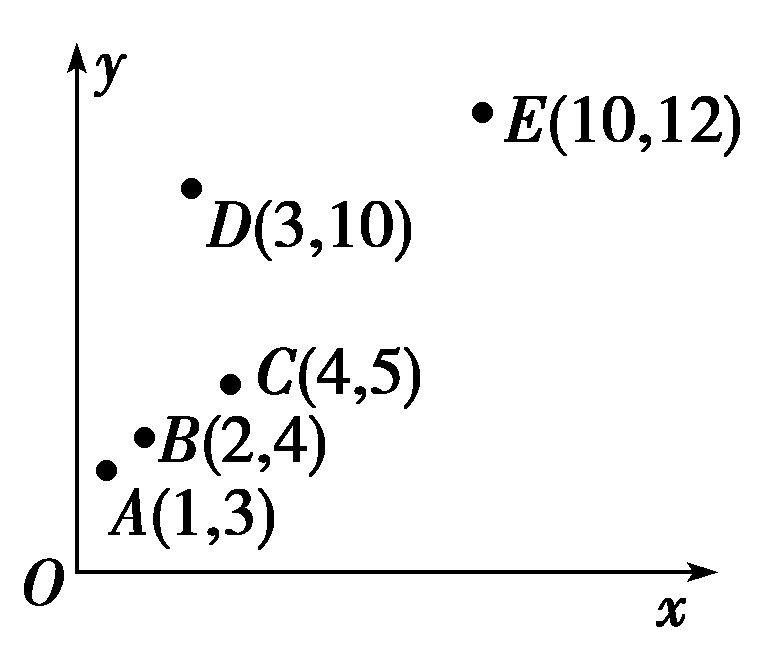 y
E(10,12)
D(3,10)
C(4,5)
B(2,4)
A(1,3)
O
x